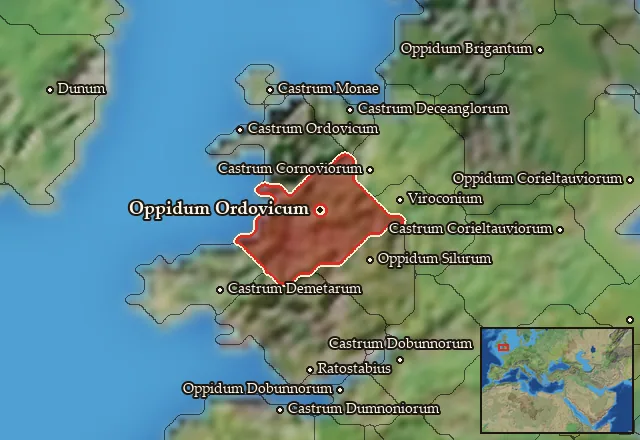 Oppidum Brigantum
Dunum
Castrum Monae
Castrum Deceanglorum
Castrum Ordovicum
Castrum Cornoviorum
Oppidum Corieltauviorum
Viroconium
Oppidum Ordovicum
Castrum Corieltauviorum
Oppidum Silurum
Castrum Demetarum
Castrum Dobunnorum
Ratostabius
Oppidum Dobunnorum
Castrum Dumnoniorum